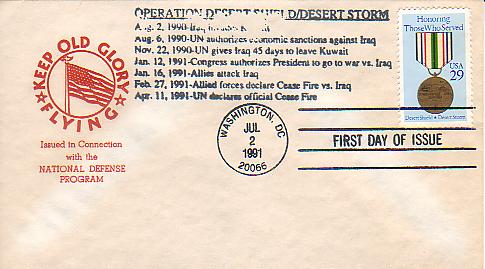 OPERATION DESERT SHIELD/DESERT STORM
Aug. 2, 1990-Iraq invades Kuwait
Aug. 6, 1990-UN authorizes economic sanctions against Iraq
Nov. 22, 1990-UN gives Iraq 45 days to leave Kuwait
Jan. 12, 1991-Congress authorizes President to go to war vs. Iraq
Jan. 16, 1991-Allies attack Iraq
Feb. 27, 1991-Allied forces declare Cease Fire vs. Iraq
Apr. 11, 1991-UN declares official Cease Fire
KEEP OLD GLORY
FLYING
Issued in Connection
with the
NATIONAL DEFENSE
PROGRAM
Honoring
Those Who Served
USA
29
Desert Shield • Desert Storm
WASHINGTON, DC
JUL
2
1991
20066
FIRST DAY OF ISSUE